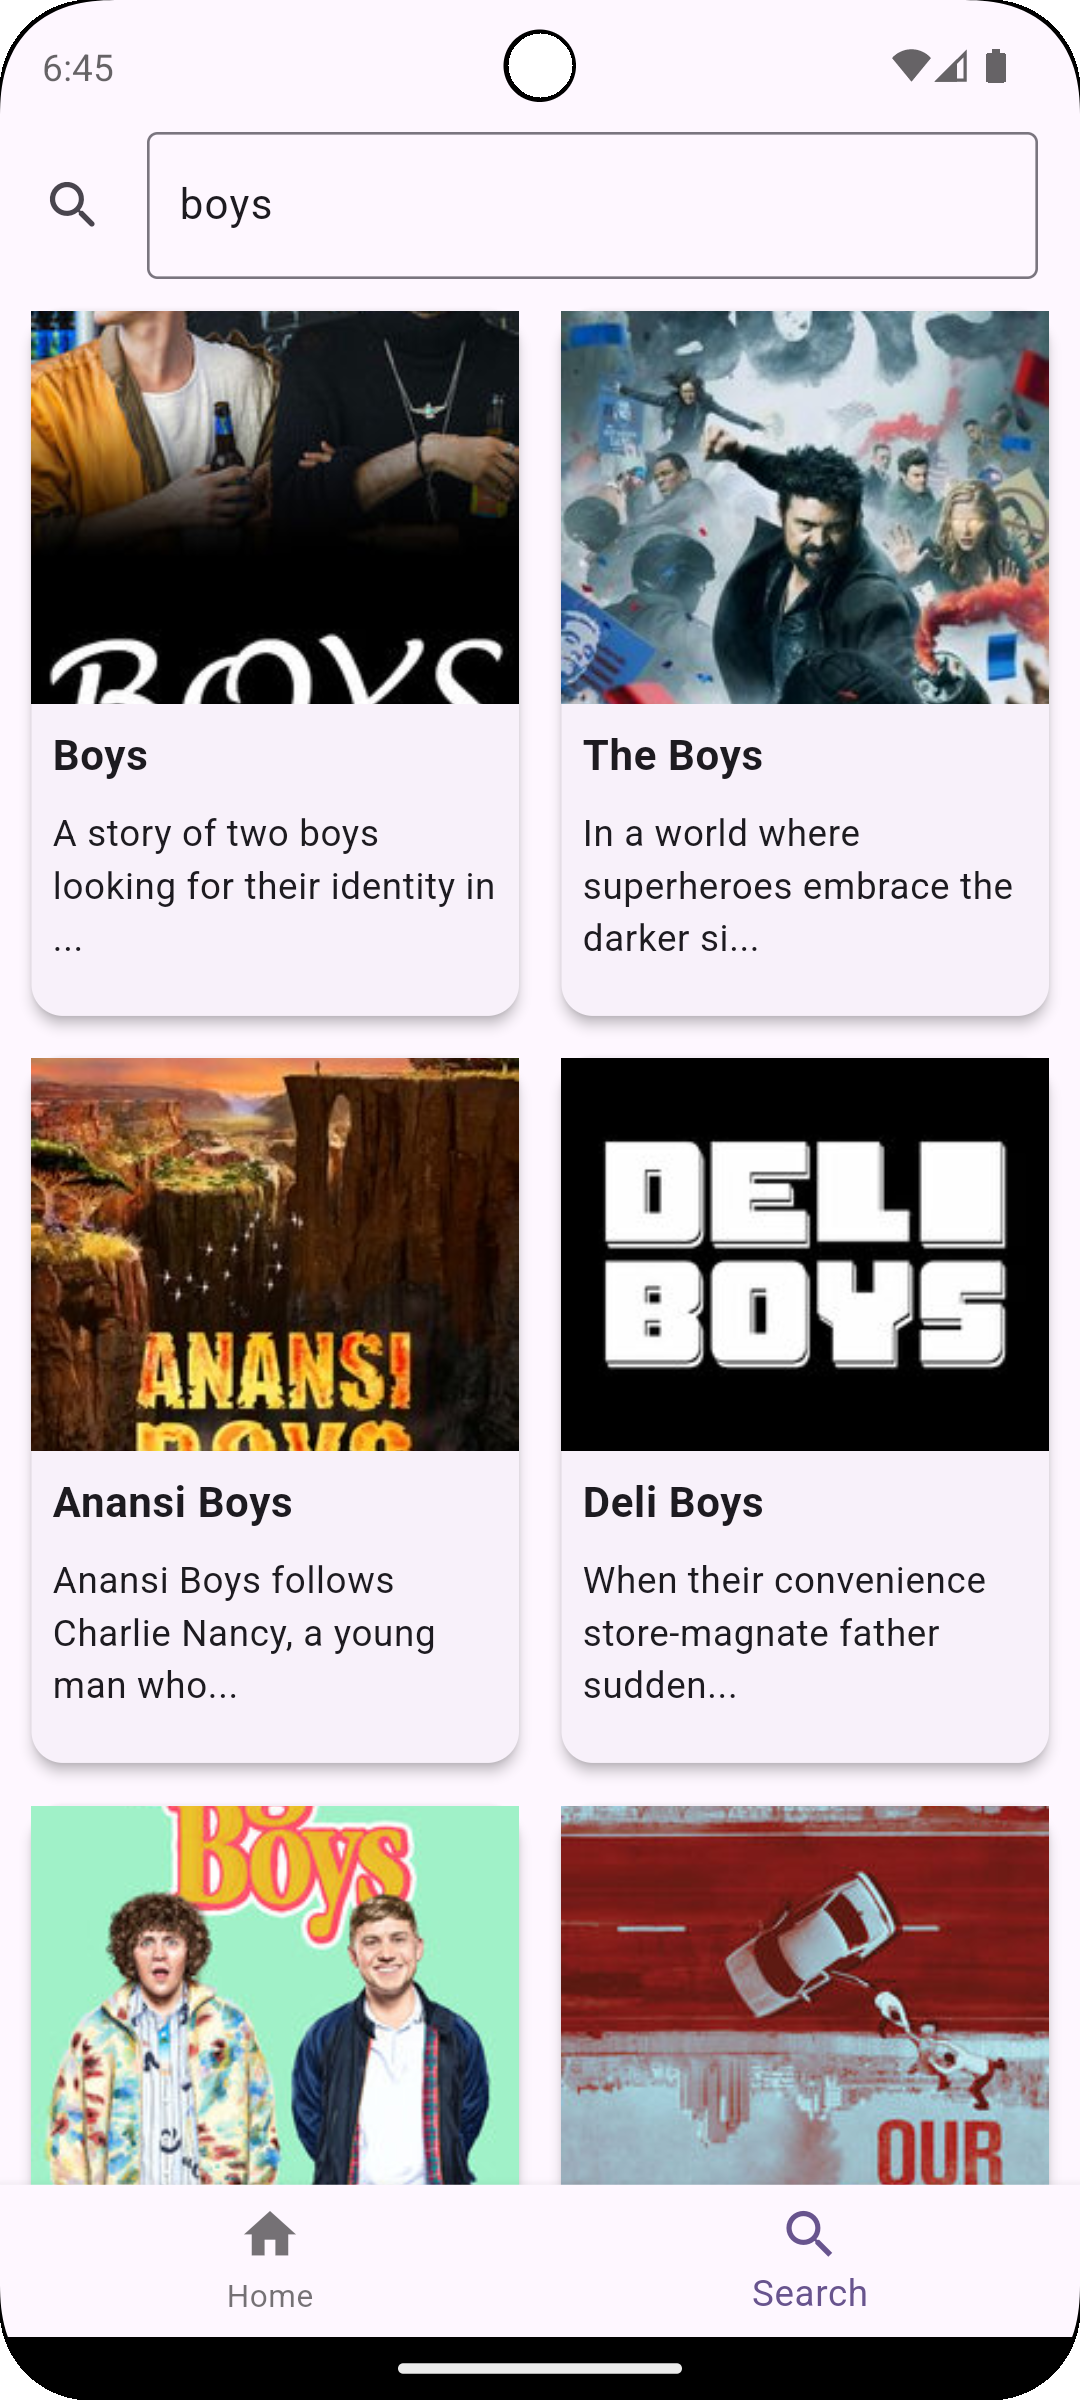 6:45
boys
BOYS
Boys
A story of two boys
looking for their identity in
...
The Boys
In a world where
superheroes embrace the
darker si...
ANANSI
BOYS
Anansi Boys
Anansi Boys follows
Charlie Nancy, a young
man who...
DELI
BOYS
Deli Boys
When their convenience
store-magnate father
sudden...
Boys
OUR
Home
Search